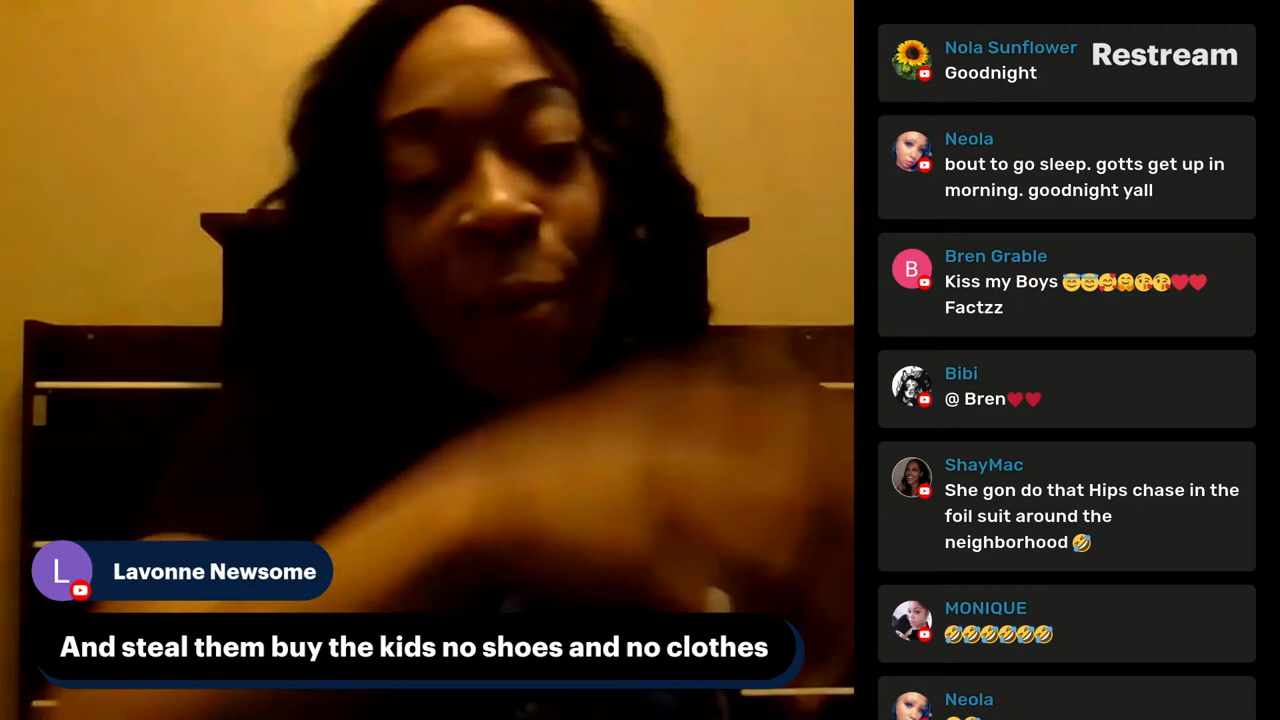 Nola Sunflower
Restream
Goodnight
Neola
bout to go sleep. gotts get up in
morning. goodnight yall
B
Bren Grable
Kiss my Boys 😇😇🥰🤗😘😘♥️♥️
Factzz
Bibi
@ Bren♥️♥️
ShayMac
She gon do that Hips chase in the
foil suit around the
neighborhood 🤣
MONIQUE
🤣🤣🤣🤣🤣🤣
Neola
L
Lavonne Newsome
And steal them buy the kids no shoes and no clothes